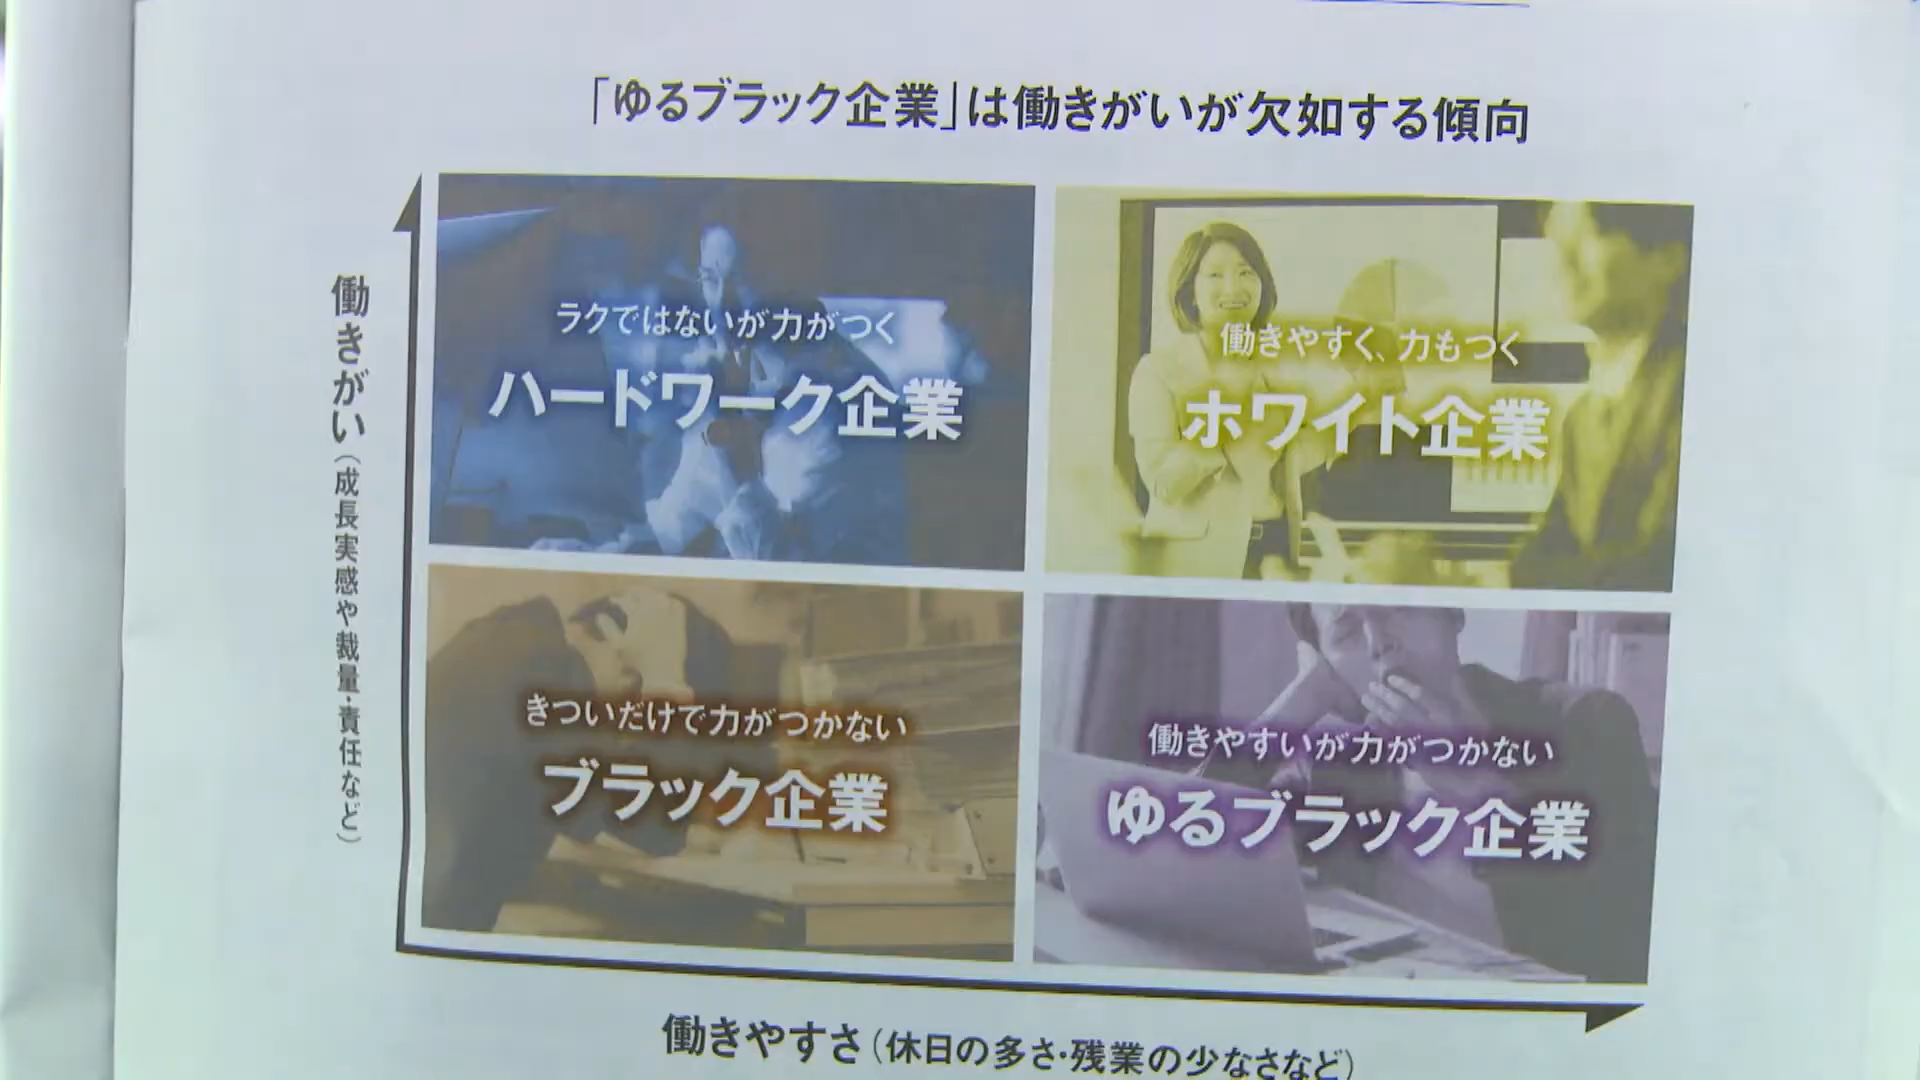 「ゆるブラック企業」は働きがいが欠如する傾向
働きがい（成長実感や裁量・責任など）
ラクではないが力がつく
ハードワーク企業
働きやすく、力もつく
ホワイト企業
きついだけで力がつかない
ブラック企業
働きやすいが力がつかない
ゆるブラック企業
働きやすさ（休日の多さ・残業の少なさなど）